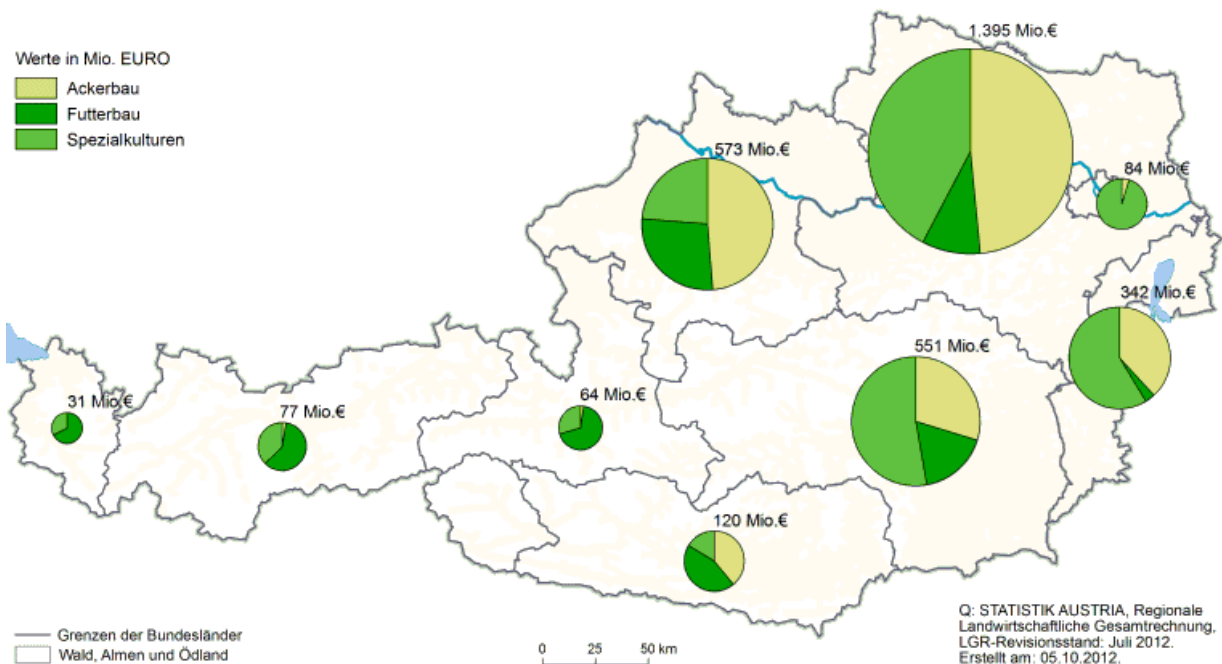 1.395 Mio.€
Werte in Mio. EURO
Ackerbau
Futterbau
Spezialkulturen
573 Mio.€
84 Mio.€
342 Mio.€
551 Mio.€
31 Mio.€
77 Mio.€
64 Mio.€
120 Mio.€
Grenzen der Bundesländer
Wald, Almen und Ödland
0 25 50 km
Q: STATISTIK AUSTRIA, Regionale
Landwirtschaftliche Gesamtrechnung,
LGR-Revisionsstand: Juli 2012.
Erstellt am: 05.10.2012.